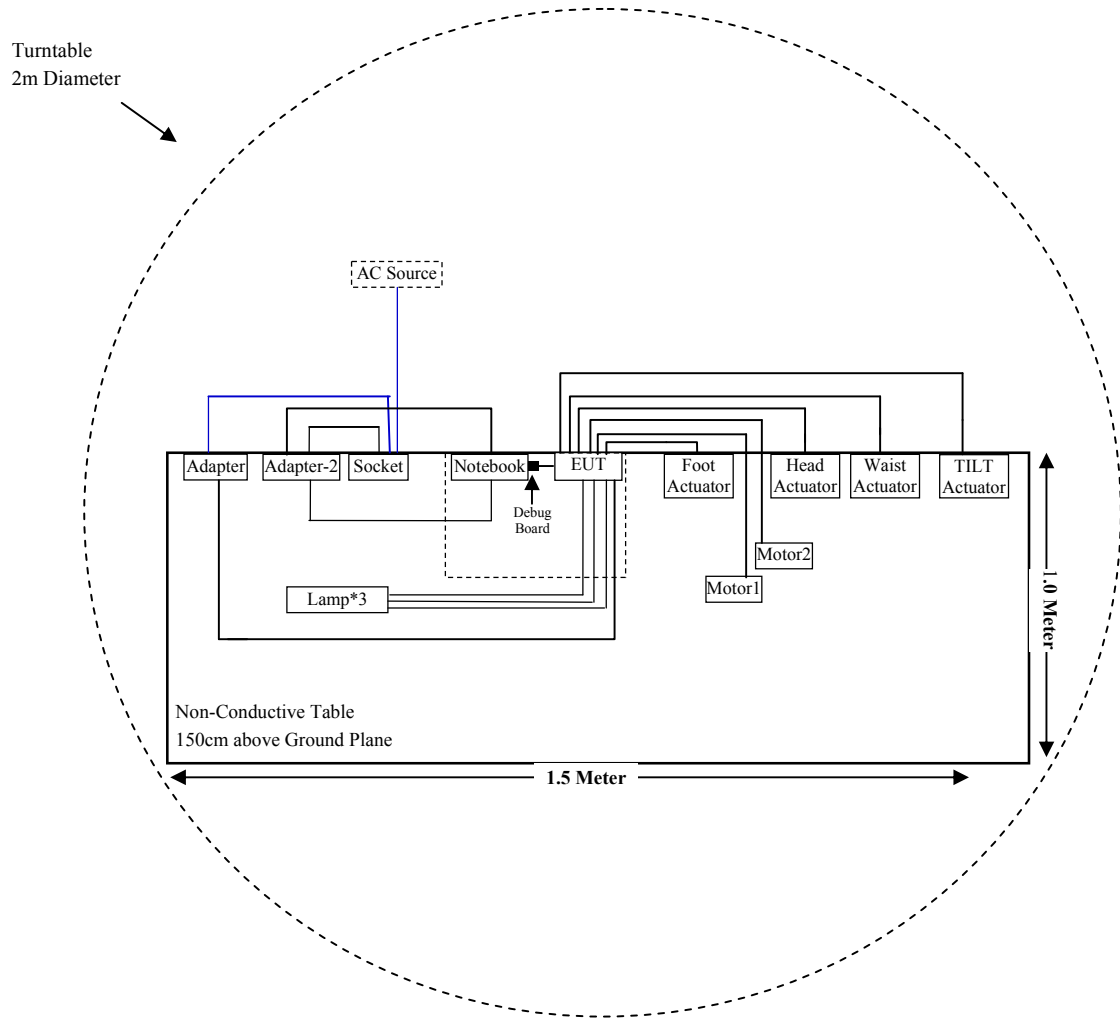 Turntable
2m Diameter
AC Source
Adapter
Adapter-2
Socket
Notebook
EUT
Foot
Actuator
Head
Actuator
Waist
Actuator
TILT
Actuator
Debug
Board
Motor2
Motor1
Lamp*3
1.0 Meter
Non-Conductive Table
150cm above Ground Plane
1.5 Meter